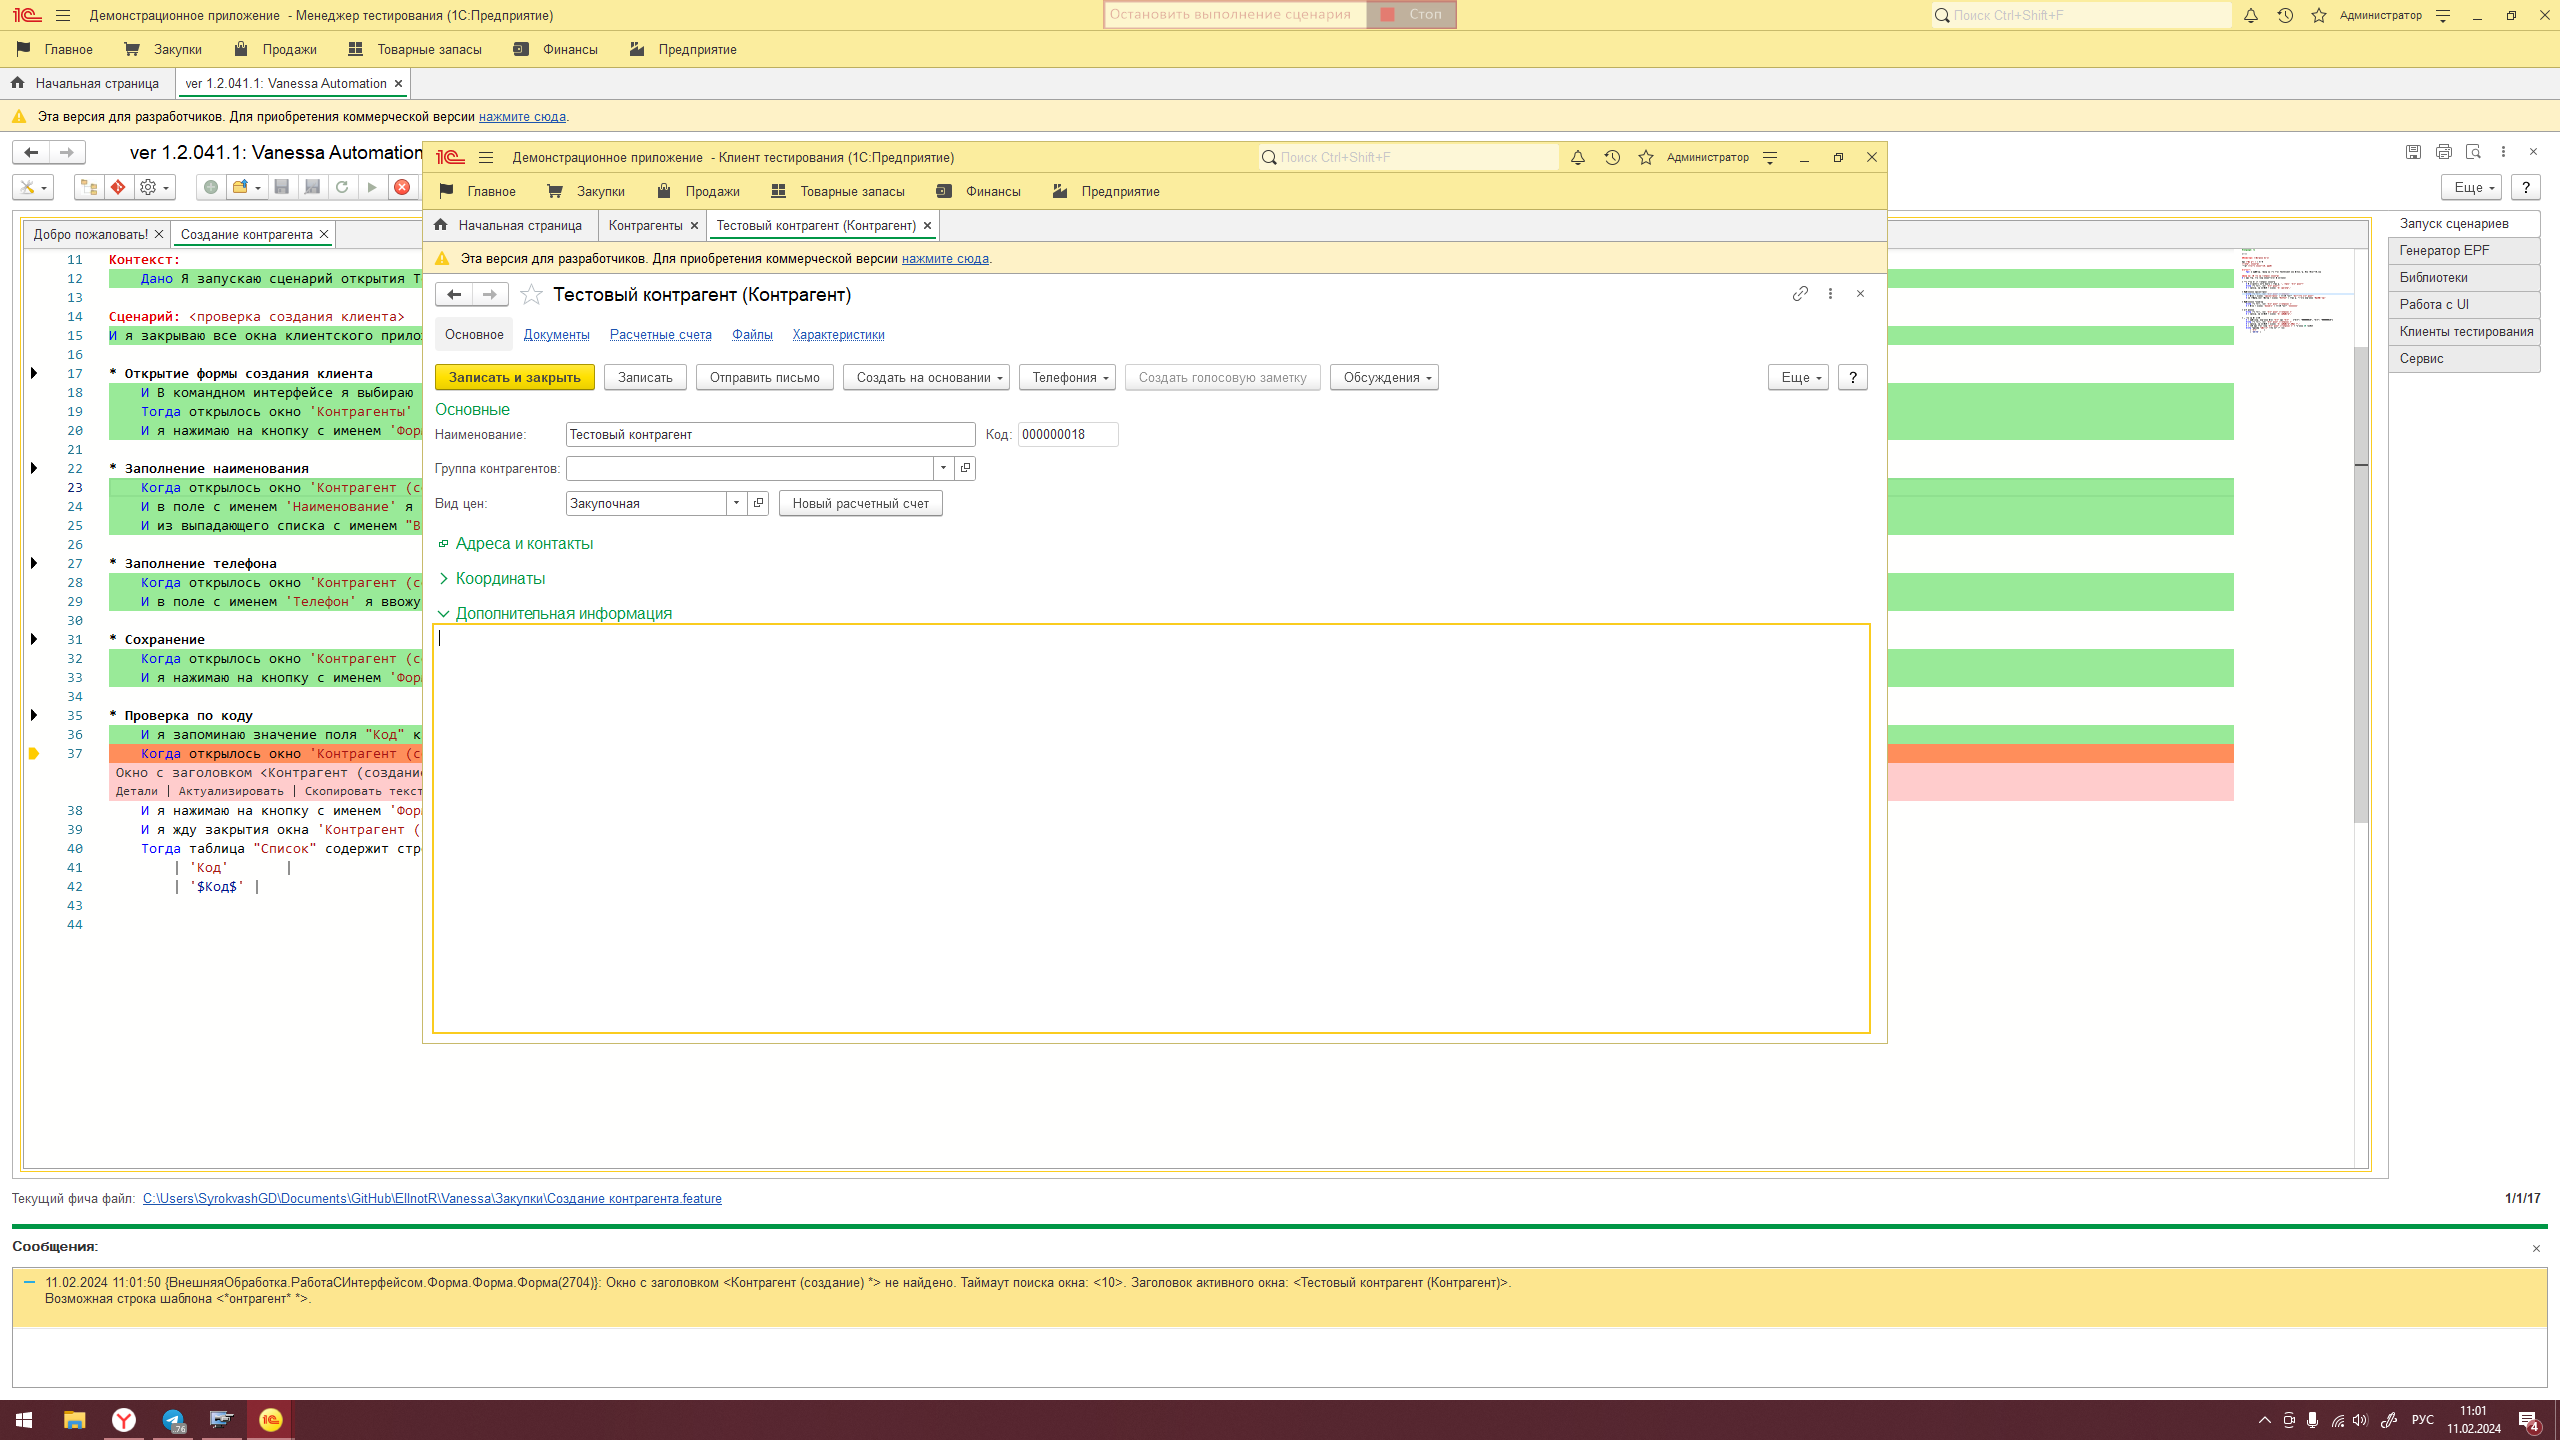 Демонстрационное приложение - Менеджер тестирования (1С:Предприятие)
Остановить выполнение сценария Стоп
Поиск Ctrl+Shift+F
Администратор
Главное Закупки Продажи Товарные запасы Финансы Предприятие
Начальная страница ver 1.2.041.1: Vanessa Automation
Эта версия для разработчиков. Для приобретения коммерческой версии нажмите сюда.
ver 1.2.041.1: Vanessa Automation
Еще ?
Добро пожаловать! Создание контрагента
11 Контекст:
12 Дано Я запускаю сценарий открытия T
13
14 Сценарий: <проверка создания клиента>
15 И я закрываю все окна клиентского прило
16
17 * Открытие формы создания клиента
18 И В командном интерфейсе я выбираю
19 Тогда открылось окно 'Контрагенты'
20 И я нажимаю на кнопку с именем 'Фор
21
22 * Заполнение наименования
23 Когда открылось окно 'Контрагент (с
24 И в поле с именем 'Наименование' я
25 И из выпадающего списка с именем "В
26
27 * Заполнение телефона
28 Когда открылось окно 'Контрагент (с
29 И в поле с именем 'Телефон' я ввожу
30
31 * Сохранение
32 Когда открылось окно 'Контрагент (с
33 И я нажимаю на кнопку с именем 'Фор
34
35 * Проверка по коду
36 И я запоминаю значение поля "Код" к
37 Когда открылось окно 'Контрагент (с
Окно с заголовком <Контрагент (создани
Детали | Актуализировать | Скопировать текст
38 И я нажимаю на кнопку с именем 'Фор
39 И я жду закрытия окна 'Контрагент (
40 Тогда таблица "Список" содержит стр
41 | 'Код' |
42 | '$Код$' |
43
44
Демонстрационное приложение - Клиент тестирования (1С:Предприятие)
Поиск Ctrl+Shift+F
Администратор
Главное Закупки Продажи Товарные запасы Финансы Предприятие
Начальная страница Контрагенты Тестовый контрагент (Контрагент)
Эта версия для разработчиков. Для приобретения коммерческой версии нажмите сюда.
Тестовый контрагент (Контрагент)
Основное Документы Расчетные счета Файлы Характеристики
Записать и закрыть Записать Отправить письмо Создать на основании Телефония Создать голосовую заметку Обсуждения Еще ?
Основные
Наименование: Тестовый контрагент Код: 000000018
Группа контрагентов:
Вид цен: Закупочная Новый расчетный счет
Адреса и контакты
Координаты
Дополнительная информация
Запуск сценариев
Генератор EPF
Библиотеки
Работа с UI
Клиенты тестирования
Сервис
Текущий фича файл: C:\Users\SyrokvashGD\Documents\GitHub\EllnotR\Vanessa\Закупки\Создание контрагента.feature
1/1/17
Сообщения:
11.02.2024 11:01:50 {ВнешняяОбработка.РаботаСИнтерфейсом.Форма.Форма.Форма(2704)}: Окно с заголовком <Контрагент (создание) *> не найдено. Таймаут поиска окна: <10>. Заголовок активного окна: <Тестовый контрагент (Контрагент)>.
Возможная строка шаблона <*онтрагент* *>.
76
РУС
11:01
11.02.2024
4